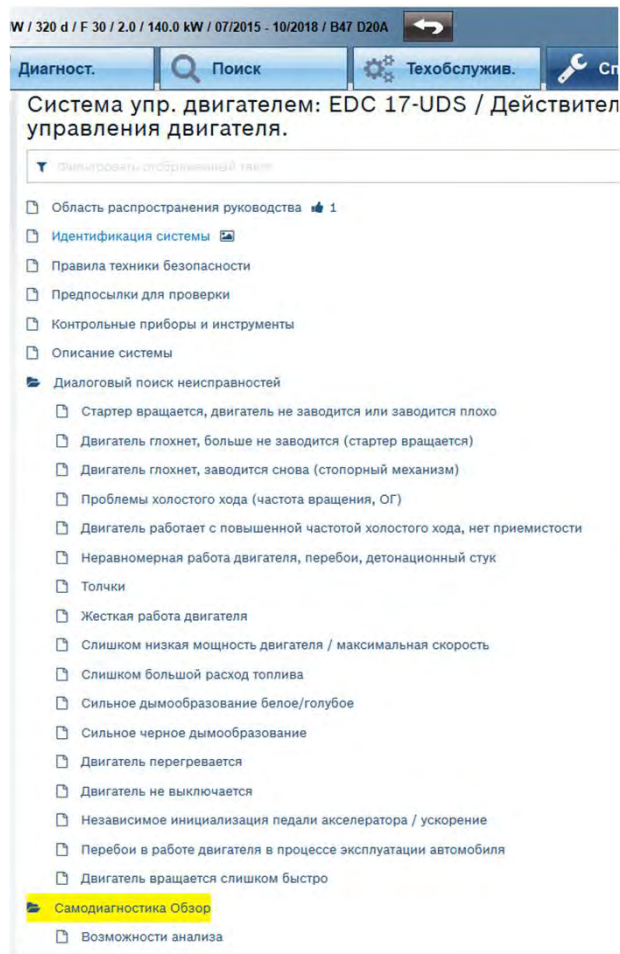 W / 320 d / F 30 / 2.0 / 140.0 kW / 07/2015 - 10/2018 / B47 D20A
Диагност.
Поиск
Техобслужив.
Сп
Система упр. двигателем: EDC 17-UDS / Действител
управления двигателя.
Фильтровать отображенный текст
Область распространения руководства 1
Идентификация системы
Правила техники безопасности
Предпосылки для проверки
Контрольные приборы и инструменты
Описание системы
Диалоговый поиск неисправностей
Стартер вращается, двигатель не заводится или заводится плохо
Двигатель глохнет, больше не заводится (стартер вращается)
Двигатель глохнет, заводится снова (стопорный механизм)
Проблемы холостого хода (частота вращения, ОГ)
Двигатель работает с повышенной частотой холостого хода, нет приемистости
Неравномерная работа двигателя, перебои, детонационный стук
Толчки
Жесткая работа двигателя
Слишком низкая мощность двигателя / максимальная скорость
Слишком большой расход топлива
Сильное дымообразование белое/голубое
Сильное черное дымообразование
Двигатель перегревается
Двигатель не выключается
Независимое инициализация педали акселератора / ускорение
Перебои в работе двигателя в процессе эксплуатации автомобиля
Двигатель вращается слишком быстро
Самодиагностика Обзор
Возможности анализа